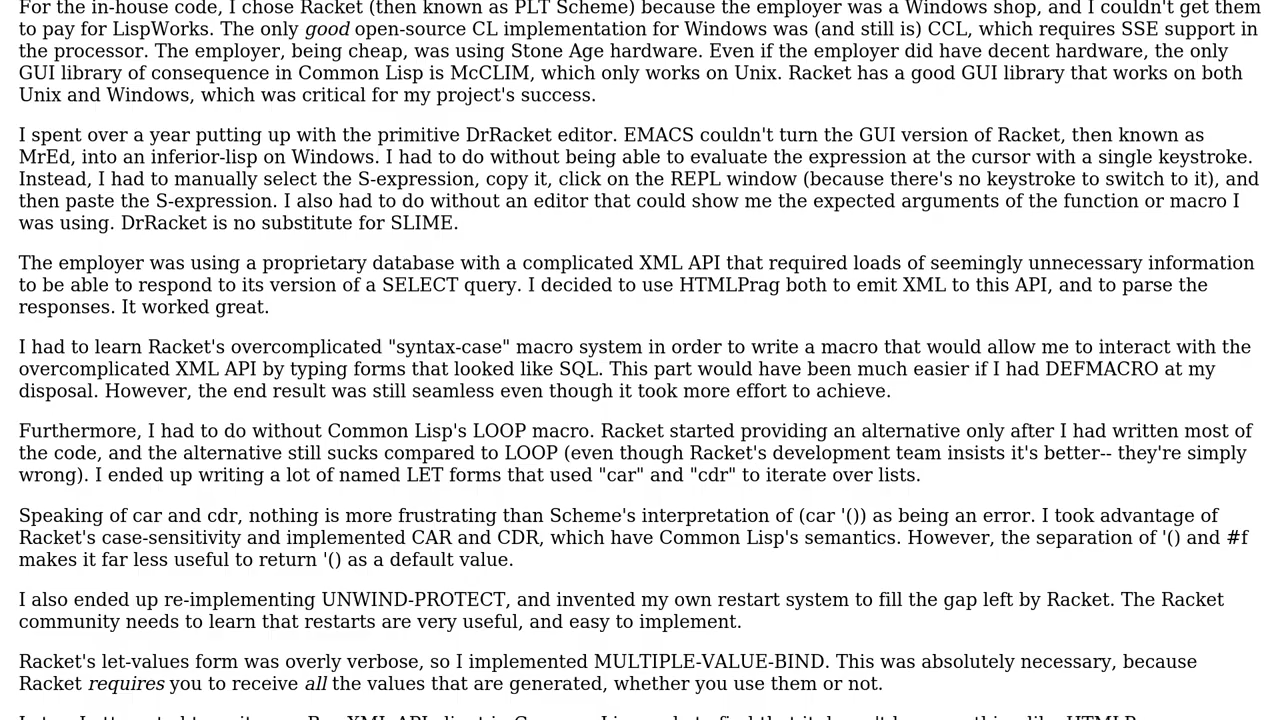 For the in-house code, I chose Racket (then known as PLT Scheme) because the employer was a Windows shop, and I couldn't get them
to pay for LispWorks. The only good open-source CL implementation for Windows was (and still is) CCL, which requires SSE support in
the processor. The employer, being cheap, was using Stone Age hardware. Even if the employer did have decent hardware, the only
GUI library of consequence in Common Lisp is McCLIM, which only works on Unix. Racket has a good GUI library that works on both
Unix and Windows, which was critical for my project's success.
I spent over a year putting up with the primitive DrRacket editor. EMACS couldn't turn the GUI version of Racket, then known as
MrEd, into an inferior-lisp on Windows. I had to do without being able to evaluate the expression at the cursor with a single keystroke.
Instead, I had to manually select the S-expression, copy it, click on the REPL window (because there's no keystroke to switch to it), and
then paste the S-expression. I also had to do without an editor that could show me the expected arguments of the function or macro I
was using. DrRacket is no substitute for SLIME.
The employer was using a proprietary database with a complicated XML API that required loads of seemingly unnecessary information
to be able to respond to its version of a SELECT query. I decided to use HTMLPrag both to emit XML to this API, and to parse the
responses. It worked great.
I had to learn Racket's overcomplicated "syntax-case" macro system in order to write a macro that would allow me to interact with the
overcomplicated XML API by typing forms that looked like SQL. This part would have been much easier if I had DEFMACRO at my
disposal. However, the end result was still seamless even though it took more effort to achieve.
Furthermore, I had to do without Common Lisp's LOOP macro. Racket started providing an alternative only after I had written most of
the code, and the alternative still sucks compared to LOOP (even though Racket's development team insists it's better-- they're simply
wrong). I ended up writing a lot of named LET forms that used "car" and "cdr" to iterate over lists.
Speaking of car and cdr, nothing is more frustrating than Scheme's interpretation of (car '()) as being an error. I took advantage of
Racket's case-sensitivity and implemented CAR and CDR, which have Common Lisp's semantics. However, the separation of '() and #f
makes it far less useful to return '() as a default value.
I also ended up re-implementing UNWIND-PROTECT, and invented my own restart system to fill the gap left by Racket. The Racket
community needs to learn that restarts are very useful, and easy to implement.
Racket's let-values form was overly verbose, so I implemented MULTIPLE-VALUE-BIND. This was absolutely necessary, because
Racket requires you to receive all the values that are generated, whether you use them or not.